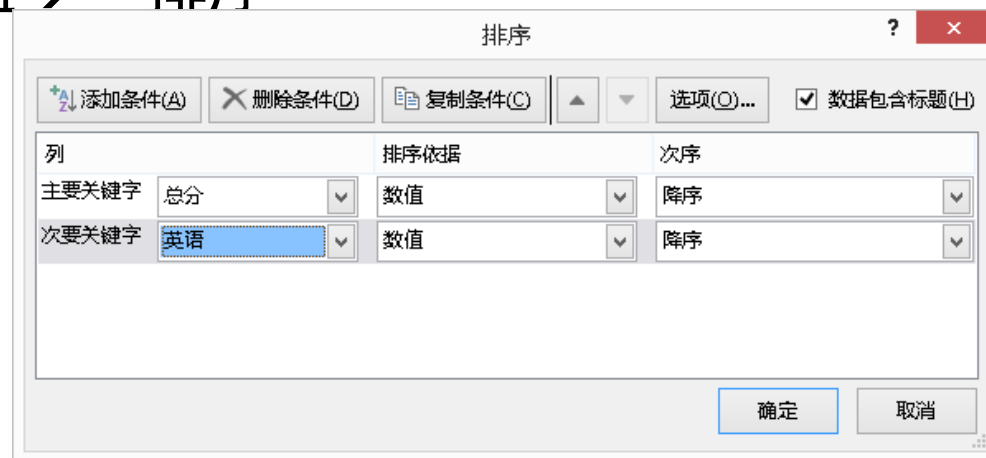 排序 ?
添加条件(A) 删除条件(D) 复制条件(C) 选项(O)... 数据包含标题(H)
列 排序依据 次序
主要关键字 总分 数值 降序
次要关键字 英语 数值 降序
确定 取消